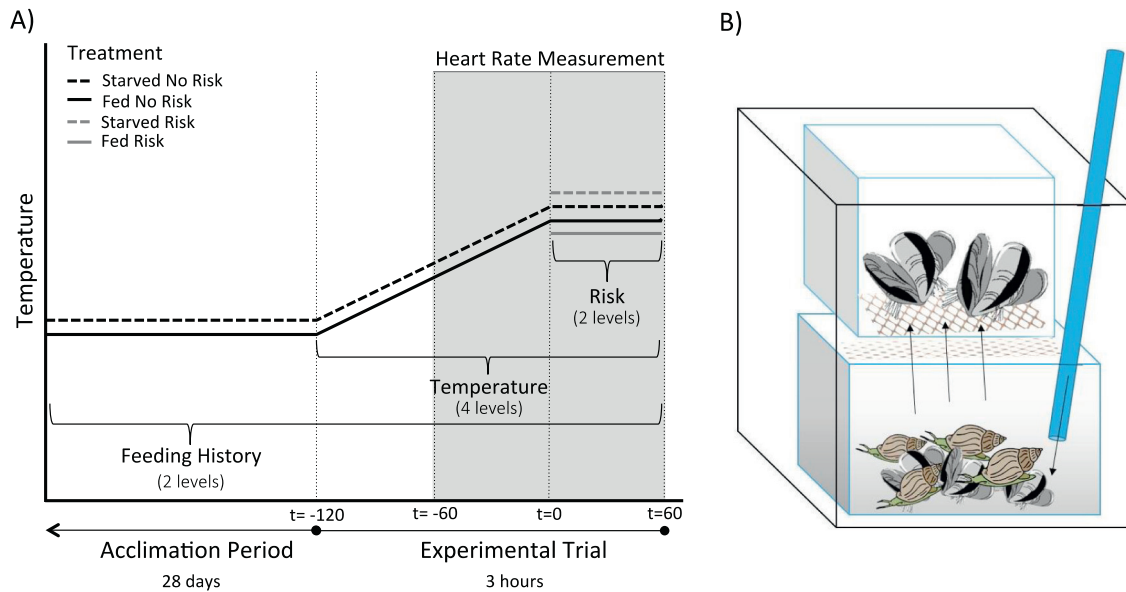 A)
B)
Treatment
Starved No Risk
Fed No Risk
Starved Risk
Fed Risk
Heart Rate Measurement
Temperature
Risk
(2 levels)
Temperature
(4 levels)
Feeding History
(2 levels)
t= -120
t= -60
t=0
t=60
Acclimation Period
Experimental Trial
28 days
3 hours